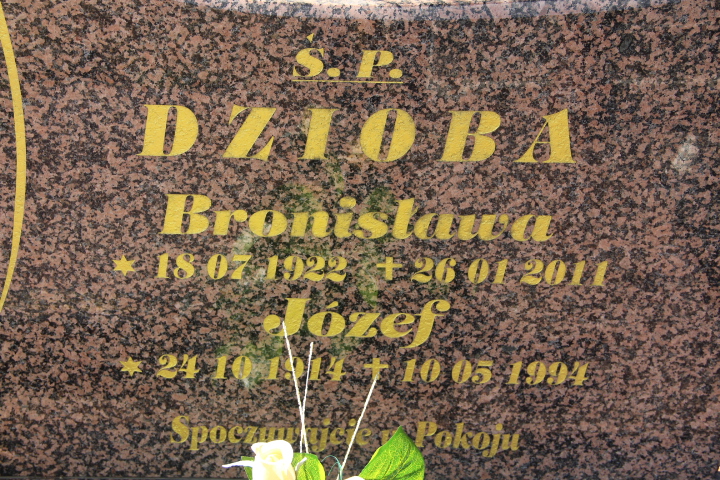 Ś. P.
DZIOBA
Bronisława
* 18 07 1922 + 26 01 2011
Józef
* 24 10 1914 + 10 05 1994
Spoczywajcie w Pokoju